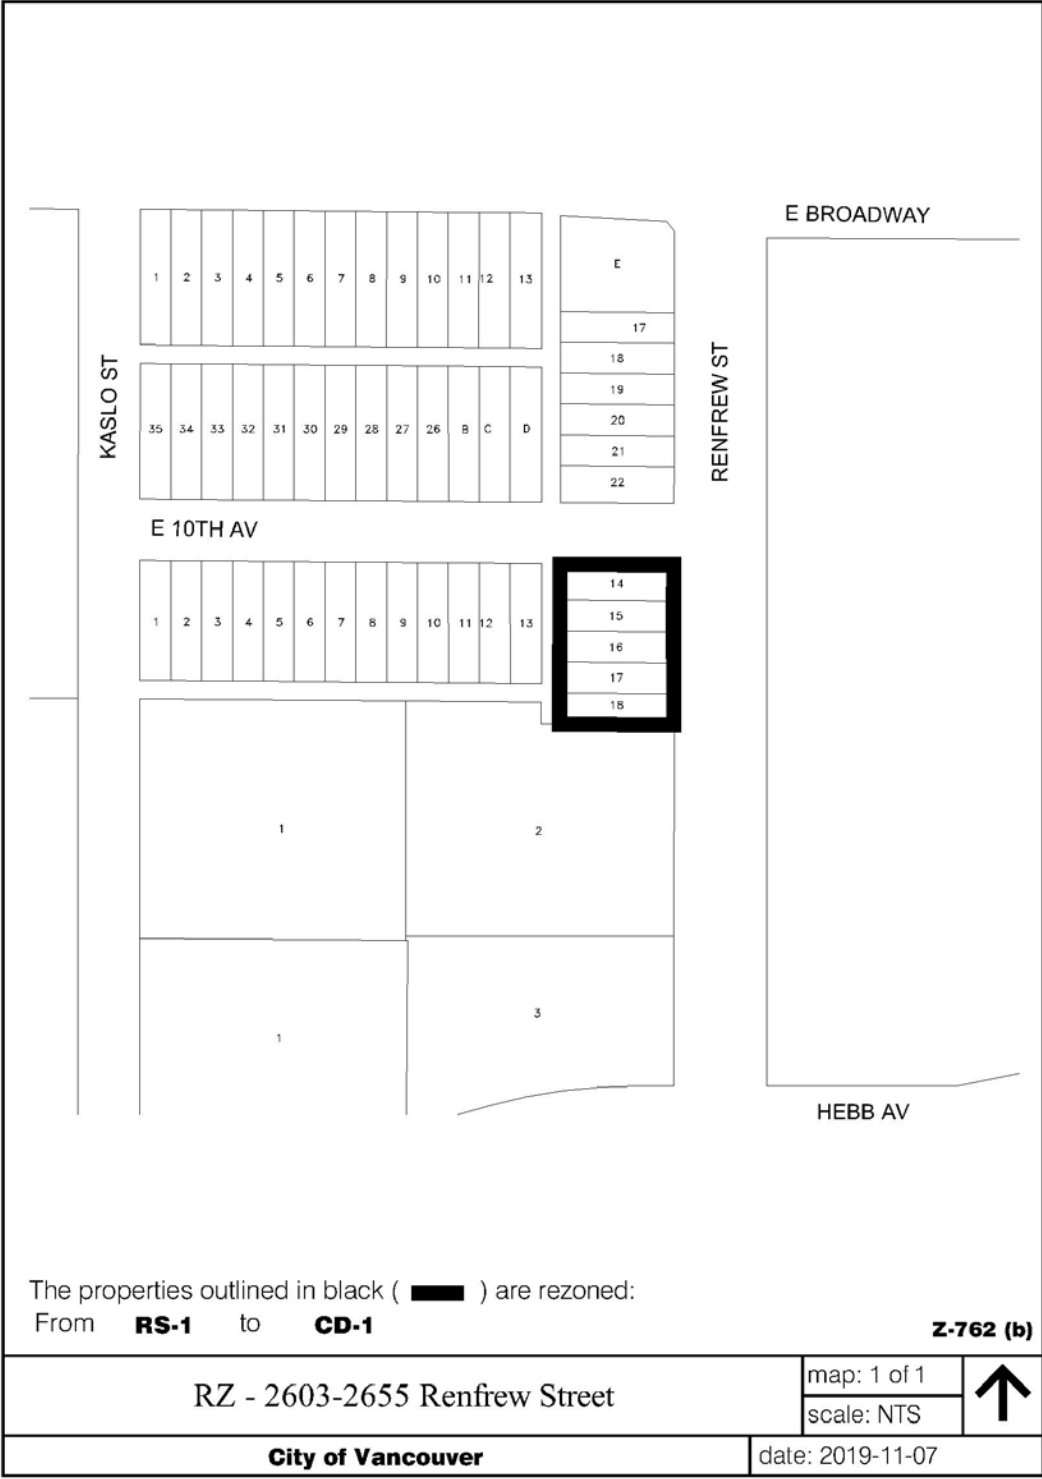 E BROADWAY
1 2 3 4 5 6 7 8 9 10 11 12 13
E
17
18
19
20
21
22
KASLO ST
RENFREW ST
35 34 33 32 31 30 29 28 27 26 B C D
E 10TH AV
1 2 3 4 5 6 7 8 9 10 11 12 13
14
15
16
17
18
1
2
1
3
HEBB AV
The properties outlined in black ( ) are rezoned:
From RS-1 to CD-1
Z-762 (b)
RZ - 2603-2655 Renfrew Street
map: 1 of 1
scale: NTS
City of Vancouver
date: 2019-11-07